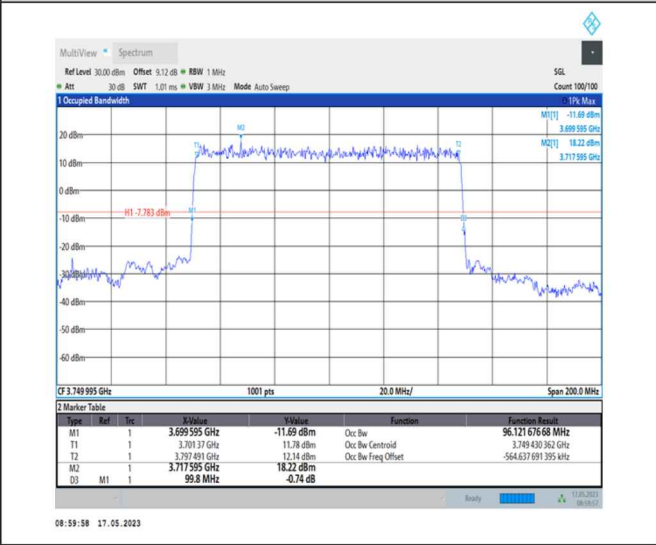 MultiView Spectrum
Ref Level 30.00 dBm Offset 9.12 dB RBW 1 MHz SGL
Att 30 dB SWT 1.01 ms VBW 3 MHz Mode Auto Sweep Count 100/100
1 Occupied Bandwidth 1Pk Max
M1[1] -11.69 dBm
3.699 595 GHz
M2[1] 18.22 dBm
3.717 595 GHz
M2
20 dBm
T1 T2
10 dBm
0 dBm
H1 -7.783 dBm M1
-10 dBm D3
-20 dBm
-30 dBm
-40 dBm
-50 dBm
-60 dBm
CF 3.749 995 GHz 1001 pts 20.0 MHz/ Span 200.0 MHz
2 Marker Table
Type Ref Trc X-Value Y-Value Function Function Result
M1 1 3.699 595 GHz -11.69 dBm Occ Bw 96.121 676 68 MHz
T1 1 3.701 37 GHz 11.78 dBm Occ Bw Centroid 3.749 430 362 GHz
T2 1 3.797 491 GHz 12.14 dBm Occ Bw Freq Offset -564.637 691 395 kHz
M2 1 3.717 595 GHz 18.22 dBm
D3 M1 1 99.8 MHz -0.74 dB
Ready 17.05.2023
08:59:57
08:59:58 17.05.2023